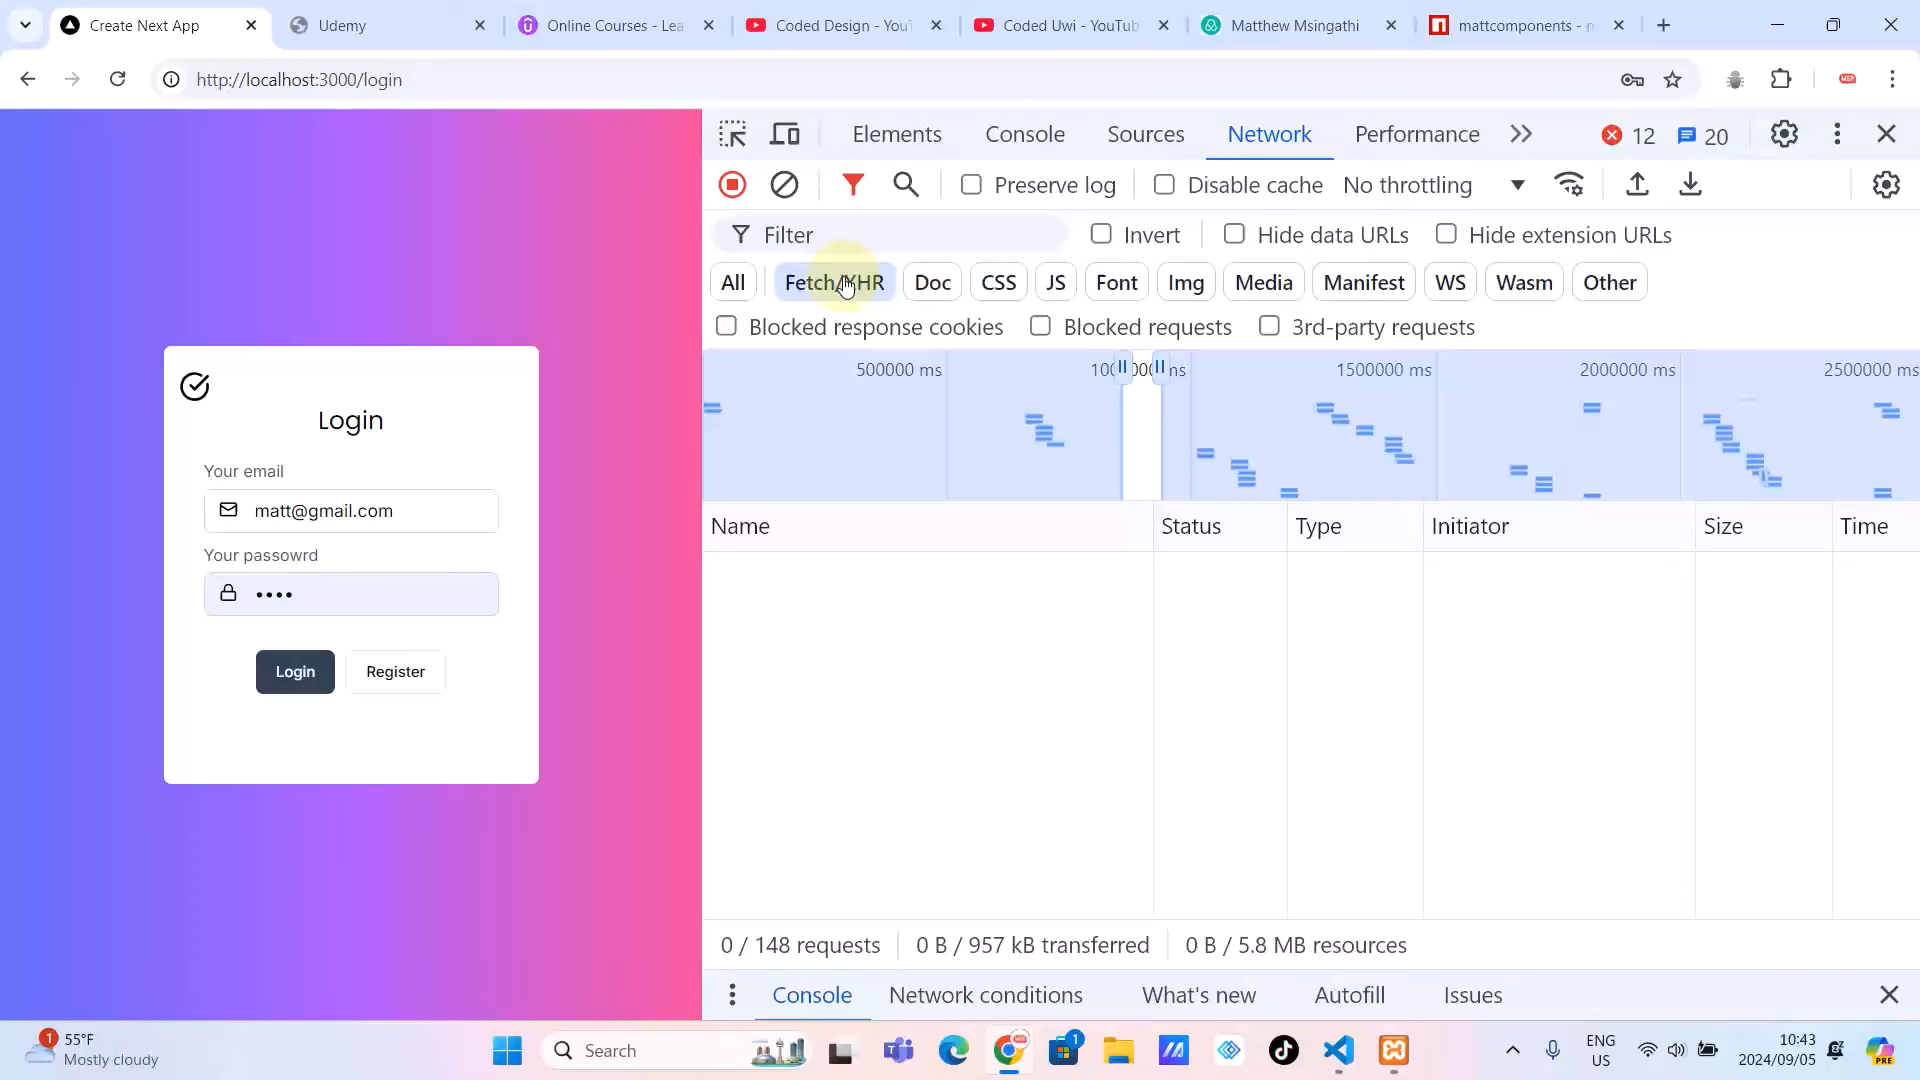 Create Next App
Udemy
Online Courses - Lea
Coded Design - YouT
Coded Uwi - YouTub
Matthew Msingathi
mattcomponents - n
http://localhost:3000/login
Elements
Console
Sources
Network
Performance
12
20
Preserve log
Disable cache
No throttling
Filter
Invert
Hide data URLs
Hide extension URLs
All
Fetch/XHR
Doc
CSS
JS
Font
Img
Media
Manifest
WS
Wasm
Other
Blocked response cookies
Blocked requests
3rd-party requests
500000 ms
1500000 ms
2000000 ms
2500000 ms
Name
Status
Type
Initiator
Size
Time
Login
Your email
matt@gmail.com
Your passowrd
Login
Register
0 / 148 requests
0 B / 957 kB transferred
0 B / 5.8 MB resources
Console
Network conditions
What's new
Autofill
Issues
1
55°F
Mostly cloudy
Search
1
ENG
US
10:43
2024/09/05
PRE